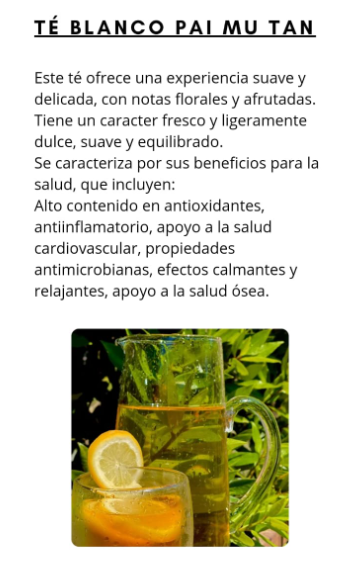 TÉ BLANCO PAI MU TAN
Este té ofrece una experiencia suave y
delicada, con notas florales y afrutadas.
Tiene un caracter fresco y ligeramente
dulce, suave y equilibrado.
Se caracteriza por sus beneficios para la
salud, que incluyen:
Alto contenido en antioxidantes,
antiinflamatorio, apoyo a la salud
cardiovascular, propiedades
antimicrobianas, efectos calmantes y
relajantes, apoyo a la salud ósea.